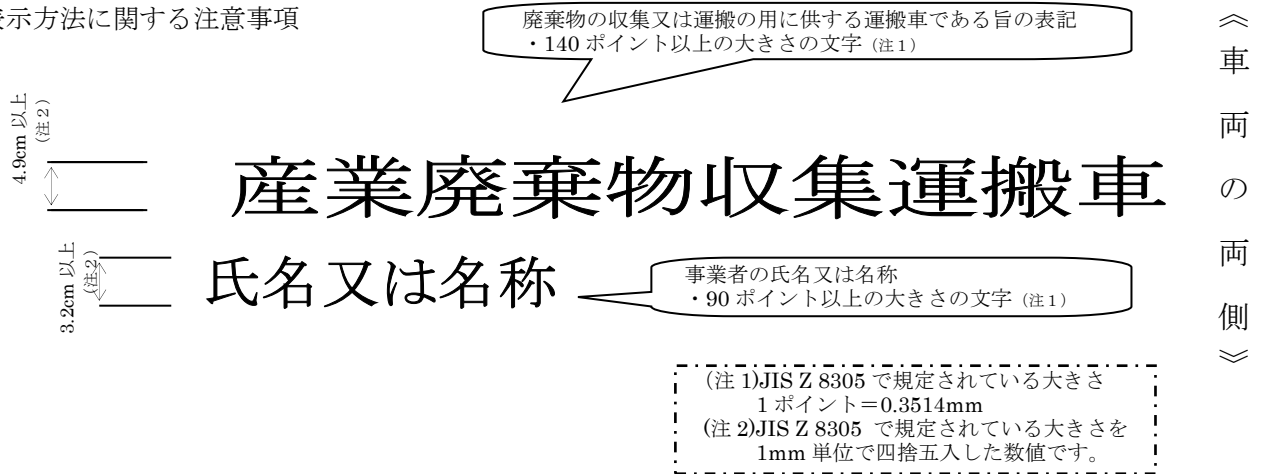 示方法に関する注意事項
廃棄物の収集又は運搬の用に供する運搬車である旨の表記
・140 ポイント以上の大きさの文字（注１）
4.9cm 以上
（注２）
産業廃棄物収集運搬車
3.2cm 以上
（注２）
氏名又は名称
事業者の氏名又は名称
・90 ポイント以上の大きさの文字（注１）
《車両の両側》
（注 1)JIS Z 8305 で規定されている大きさ
1 ポイント＝0.3514mm
(注 2)JIS Z 8305 で規定されている大きさを
1mm 単位で四捨五入した数値です。